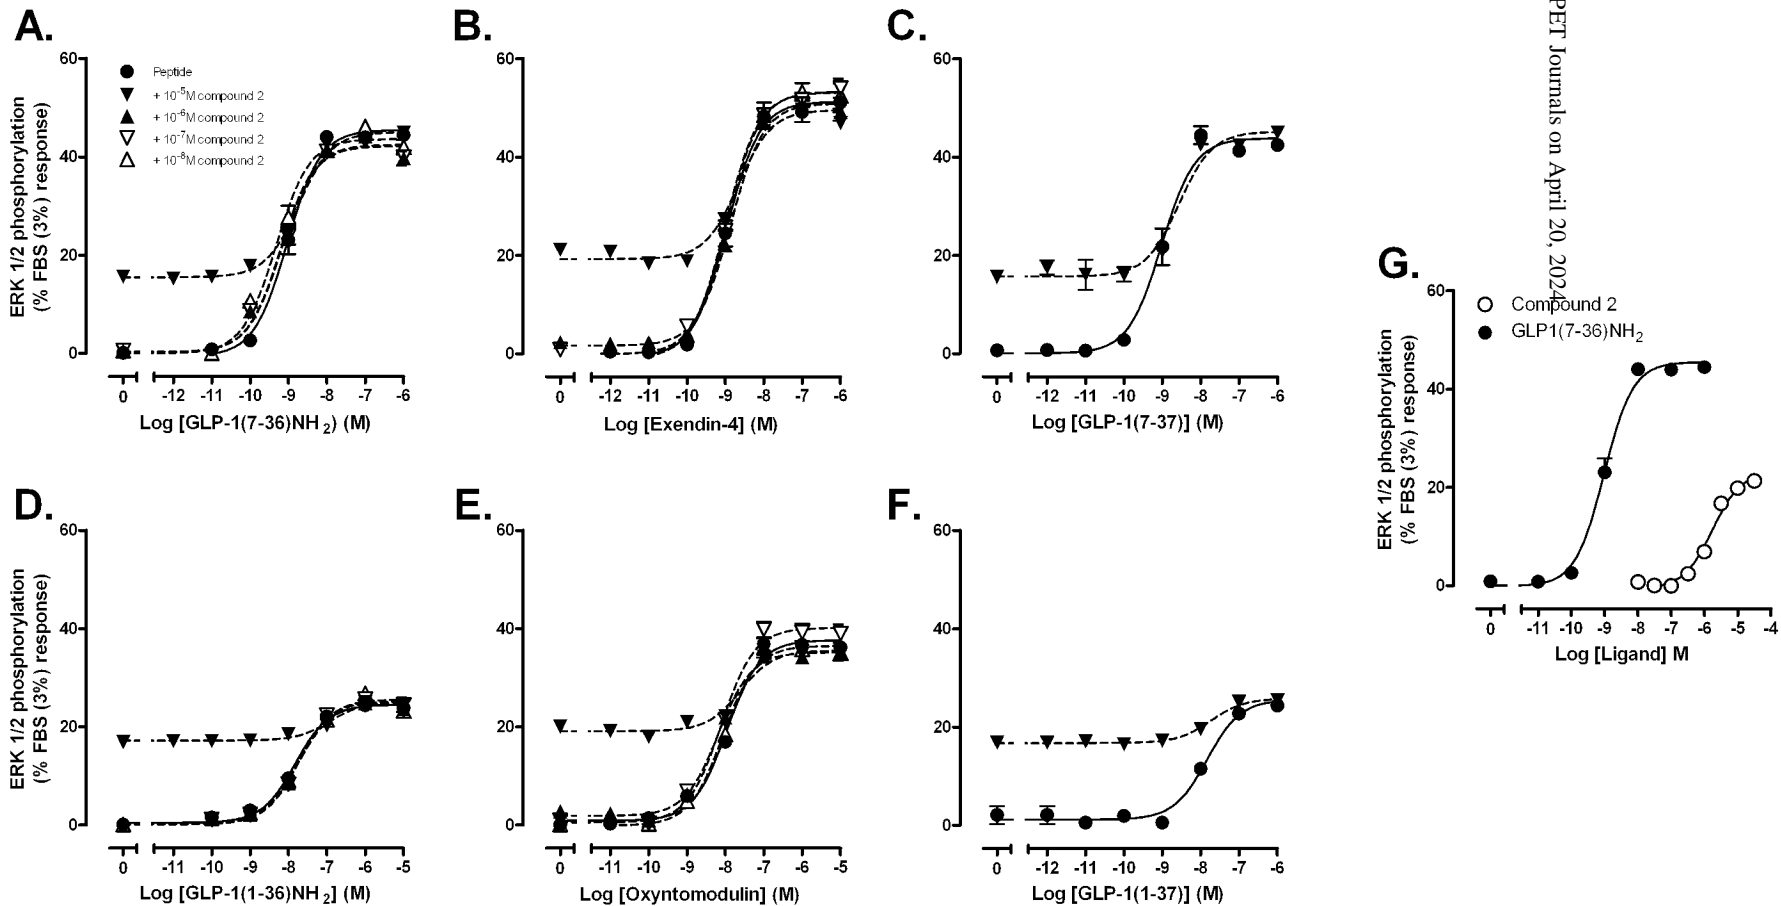 A.
60
40
20
0
ERK 1/2 phosphorylation
(% FBS (3%) response)
Peptide
+ 10-5M compound 2
+ 10-6M compound 2
+ 10-7M compound 2
+ 10-8M compound 2
0 -12 -11 -10 -9 -8 -7 -6
Log [GLP-1(7-36)NH2) (M)
B.
60
40
20
0
0 -12 -11 -10 -9 -8 -7 -6
Log [Exendin-4] (M)
C.
60
40
20
0
0 -12 -11 -10 -9 -8 -7 -6
Log [GLP-1(7-37)] (M)
D.
60
40
20
0
ERK 1/2 phosphorylation
(% FBS (3%) response)
0 -11 -10 -9 -8 -7 -6 -5
Log [GLP-1(1-36)NH2] (M)
E.
60
40
20
0
0 -11 -10 -9 -8 -7 -6 -5
Log [Oxyntomodulin] (M)
F.
60
40
20
0
0 -12 -11 -10 -9 -8 -7 -6
Log [GLP-1(1-37)] (M)
G.
60
40
20
0
ERK 1/2 phosphorylation
(% FBS (3%) response)
Compound 2
GLP1(7-36)NH2
0 -11 -10 -9 -8 -7 -6 -5 -4
Log [Ligand] M
PET Journals on April 20, 2024